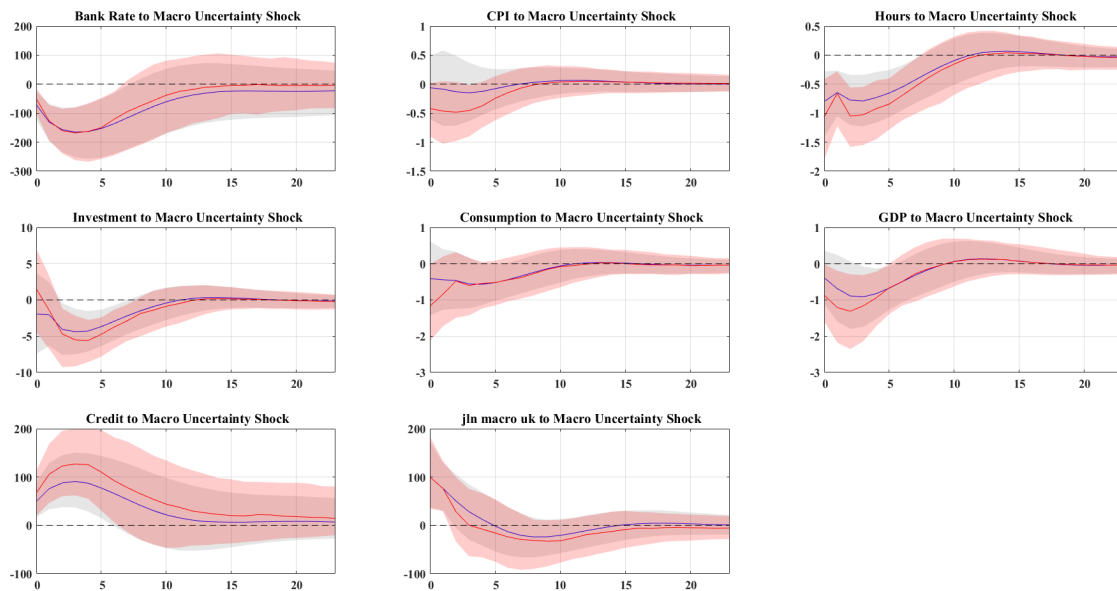 Bank Rate to Macro Uncertainty Shock
200
100
0
-100
-200
-300
0 5 10 15 20
CPI to Macro Uncertainty Shock
1
0.5
0
-0.5
-1
-1.5
0 5 10 15 20
Hours to Macro Uncertainty Shock
0.5
0
-0.5
-1
-1.5
-2
0 5 10 15 20
Investment to Macro Uncertainty Shock
10
5
0
-5
-10
0 5 10 15 20
Consumption to Macro Uncertainty Shock
1
0
-1
-2
-3
0 5 10 15 20
GDP to Macro Uncertainty Shock
1
0
-1
-2
-3
0 5 10 15 20
Credit to Macro Uncertainty Shock
200
100
0
-100
0 5 10 15 20
jln macro uk to Macro Uncertainty Shock
200
100
0
-100
0 5 10 15 20